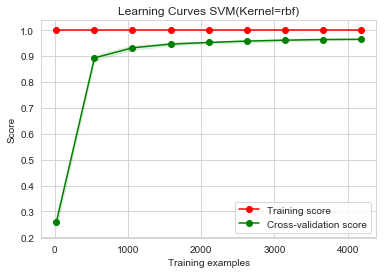 Learning Curves SVM(Kernel=rbf)
1.0
0.9
0.8
0.7
0.6
0.5
0.4
0.3
0.2
Score
Training score
Cross-validation score
0 1000 2000 3000 4000
Training examples